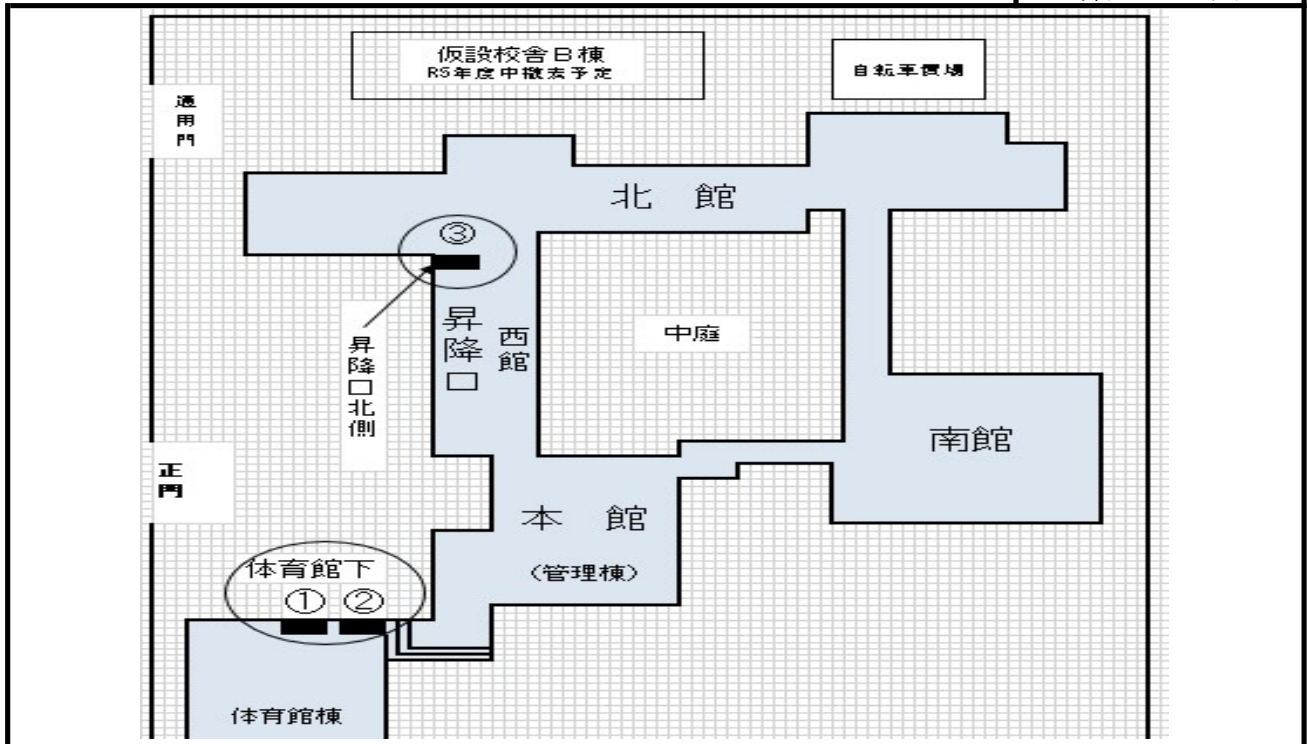 仮設校舎B棟
R5年度中撤去予定
自転車置場
通用門
北 館
③
昇降口
西館
中庭
昇降口北側
南館
正門
本 館
(管理棟)
体育館下
① ②
体育館棟